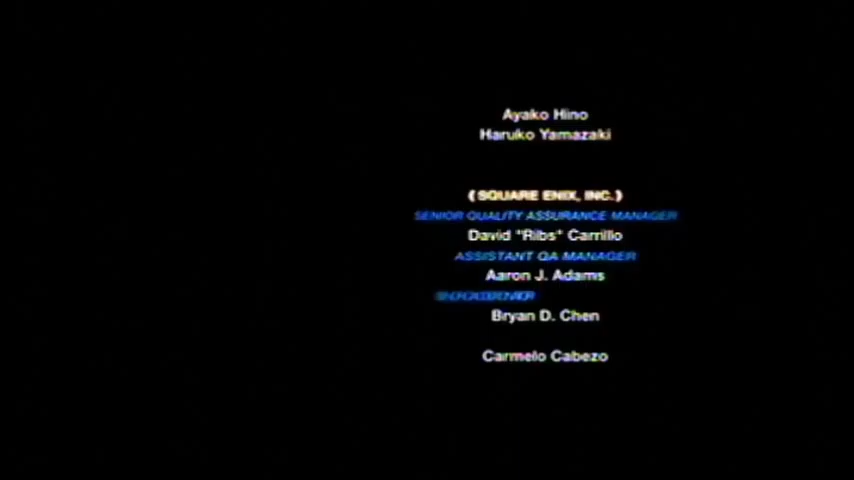 Ayako Hino
Haruko Yamazaki
( SQUARE ENIX, INC. )
SENIOR QUALITY ASSURANCE MANAGER
David "Ribs" Carrillo
ASSISTANT QA MANAGER
Aaron J. Adams
Bryan D. Chen
Carmelo Cabezo